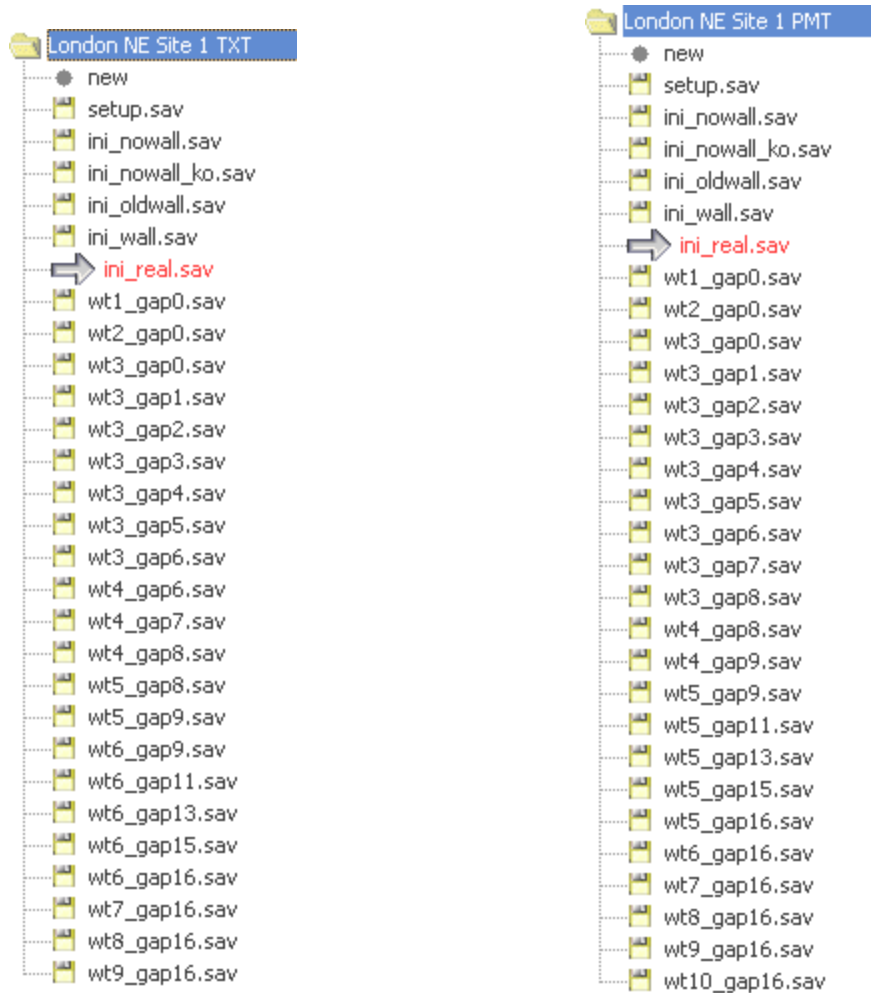 London NE Site 1 TXT
new
setup.sav
ini_nowall.sav
ini_nowall_ko.sav
ini_oldwall.sav
ini_wall.sav
ini_real.sav
wt1_gap0.sav
wt2_gap0.sav
wt3_gap0.sav
wt3_gap1.sav
wt3_gap2.sav
wt3_gap3.sav
wt3_gap4.sav
wt3_gap5.sav
wt3_gap6.sav
wt4_gap6.sav
wt4_gap7.sav
wt4_gap8.sav
wt5_gap8.sav
wt5_gap9.sav
wt6_gap9.sav
wt6_gap11.sav
wt6_gap13.sav
wt6_gap15.sav
wt6_gap16.sav
wt7_gap16.sav
wt8_gap16.sav
wt9_gap16.sav
London NE Site 1 PMT
new
setup.sav
ini_nowall.sav
ini_nowall_ko.sav
ini_oldwall.sav
ini_wall.sav
ini_real.sav
wt1_gap0.sav
wt2_gap0.sav
wt3_gap0.sav
wt3_gap1.sav
wt3_gap2.sav
wt3_gap3.sav
wt3_gap4.sav
wt3_gap5.sav
wt3_gap6.sav
wt3_gap7.sav
wt3_gap8.sav
wt4_gap8.sav
wt4_gap9.sav
wt5_gap9.sav
wt5_gap11.sav
wt5_gap13.sav
wt5_gap15.sav
wt5_gap16.sav
wt6_gap16.sav
wt7_gap16.sav
wt8_gap16.sav
wt9_gap16.sav
wt10_gap16.sav